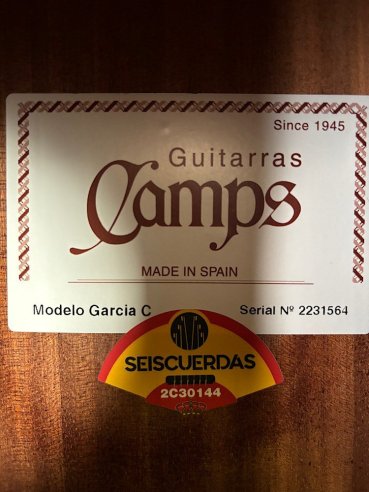 Since 1945
Guitarras
Camps
MADE IN SPAIN
Modelo Garcia C Serial Nº 2231564
SEISCUERDAS
2C30144